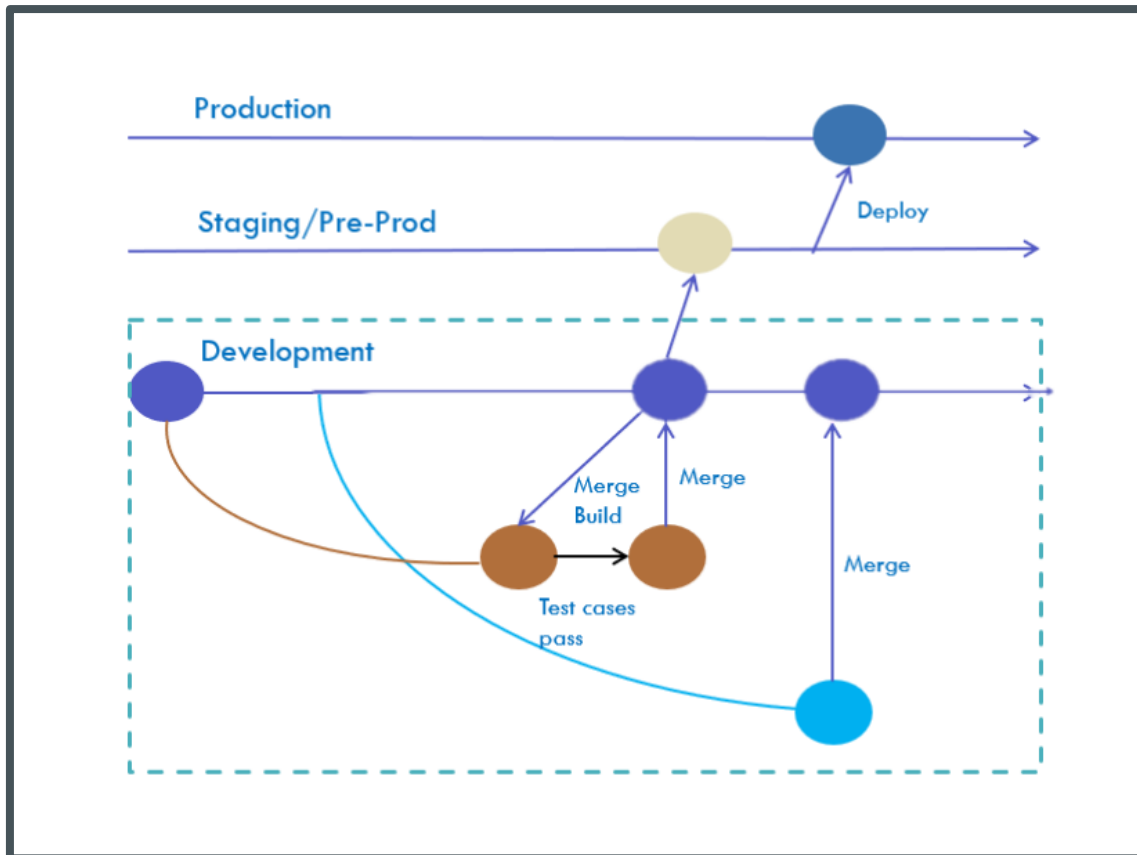 Production
Deploy
Staging/Pre-Prod
Development
Merge
Build
Merge
Merge
Test cases
pass